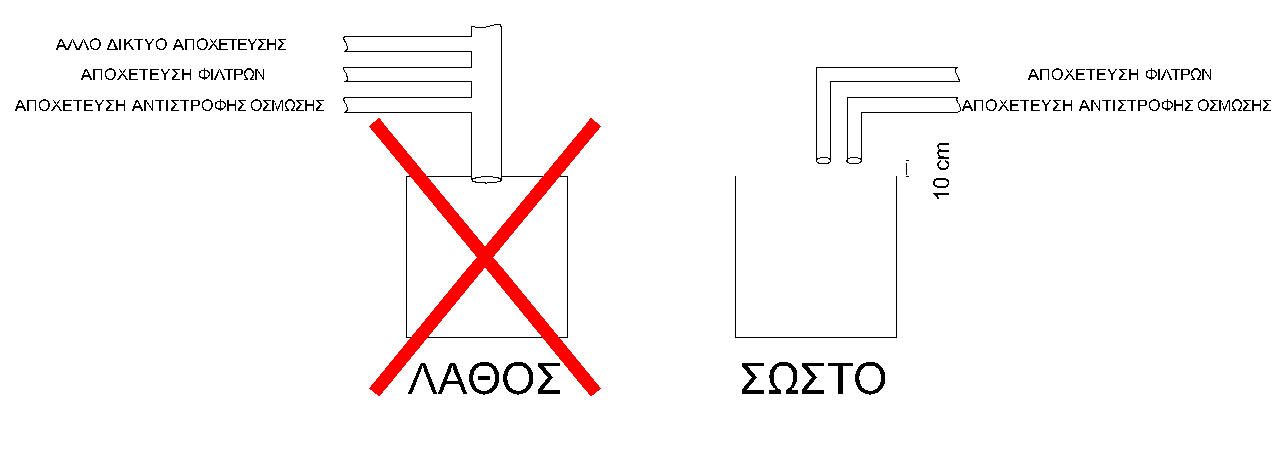 ΑΛΛΟ ΔΙΚΤΥΟ ΑΠΟΧΕΤΕΥΣΗΣ
ΑΠΟΧΕΤΕΥΣΗ ΦΙΛΤΡΩΝ
ΑΠΟΧΕΤΕΥΣΗ ΑΝΤΙΣΤΡΟΦΗΣ ΟΣΜΩΣΗΣ
ΛΑΘΟΣ
ΑΠΟΧΕΤΕΥΣΗ ΦΙΛΤΡΩΝ
ΑΠΟΧΕΤΕΥΣΗ ΑΝΤΙΣΤΡΟΦΗΣ ΟΣΜΩΣΗΣ
10 cm
ΣΩΣΤΟ